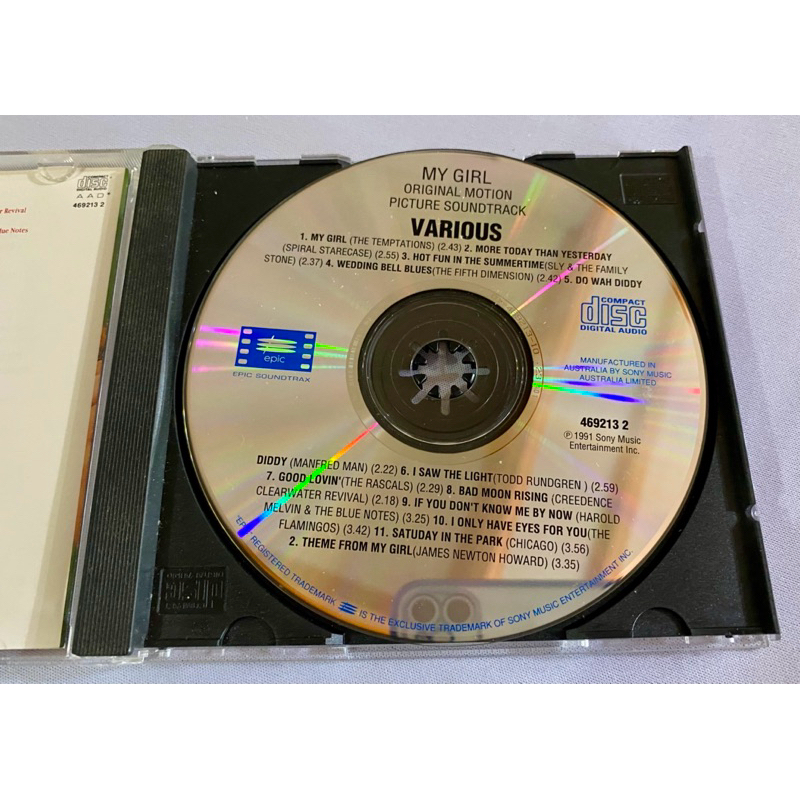 disc
DIGITAL AUDIO
AAD
469213 2
Revival
lue Notes
MY GIRL
ORIGINAL MOTION
PICTURE SOUNDTRACK
VARIOUS
1. MY GIRL (THE TEMPTATIONS) (2.43) 2. MORE TODAY THAN YESTERDAY
(SPIRAL STARECASE) (2.55) 3. HOT FUN IN THE SUMMERTIME(SLY & THE FAMILY
STONE) (2.37) 4. WEDDING BELL BLUES(THE FIFTH DIMENSION) (2.42) 5. DO WAH DIDDY
COMPACT
disc
DIGITAL AUDIO
epic
EPIC SOUNDTRAX
MANUFACTURED IN
AUSTRALIA BY SONY MUSIC
AUSTRALIA LIMITED
469213 2
℗ 1991 Sony Music
Entertainment Inc.
DIDDY (MANFRED MAN) (2.22) 6. I SAW THE LIGHT(TODD RUNDGREN ) (2.59)
7. GOOD LOVIN'(THE RASCALS) (2.29) 8. BAD MOON RISING (CREEDENCE
CLEARWATER REVIVAL) (2.18) 9. IF YOU DON'T KNOW ME BY NOW (HAROLD
MELVIN & THE BLUE NOTES) (3.25) 10. I ONLY HAVE EYES FOR YOU(THE
FLAMINGOS) (3.42) 11. SATUDAY IN THE PARK (CHICAGO) (3.56)
2. THEME FROM MY GIRL(JAMES NEWTON HOWARD) (3.35)
REGISTERED TRADEMARK IS THE EXCLUSIVE TRADEMARK OF SONY MUSIC ENTERTAINMENT INC.